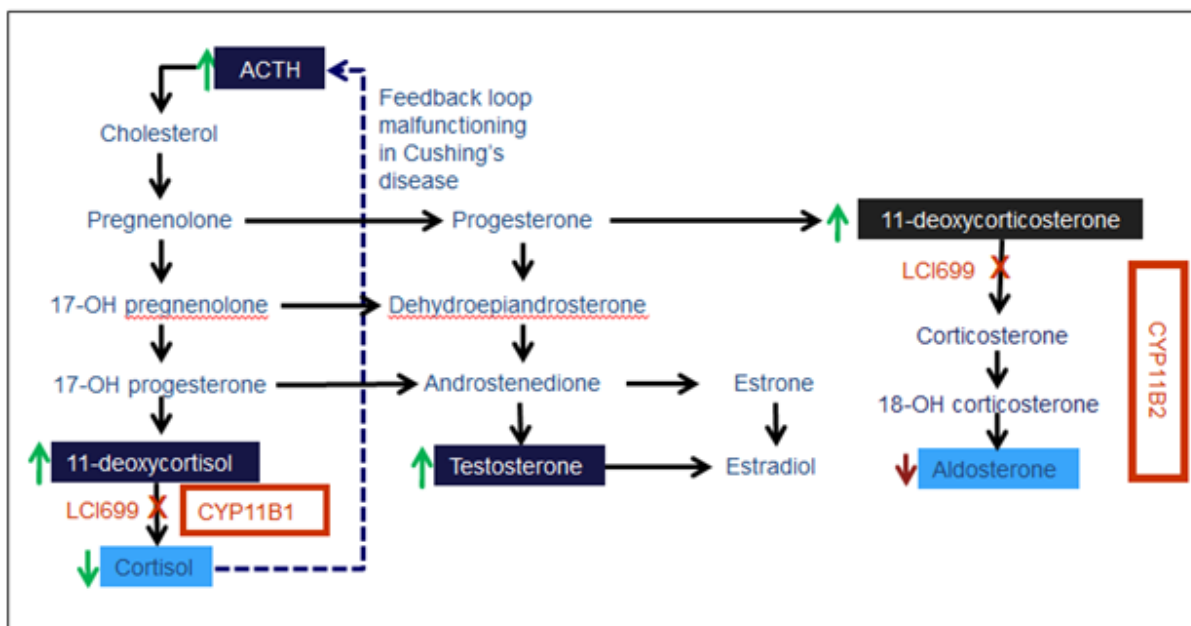 ACTH
Feedback loop
malfunctioning
in Cushing's
disease
Cholesterol
Pregnenolone
Progesterone
11-deoxycorticosterone
LCI699
X
17-OH pregnenolone
Dehydroepiandrosterone
Corticosterone
CYP11B2
17-OH progesterone
Androstenedione
Estrone
18-OH corticosterone
11-deoxycortisol
Testosterone
Estradiol
Aldosterone
LCI699
X
CYP11B1
Cortisol